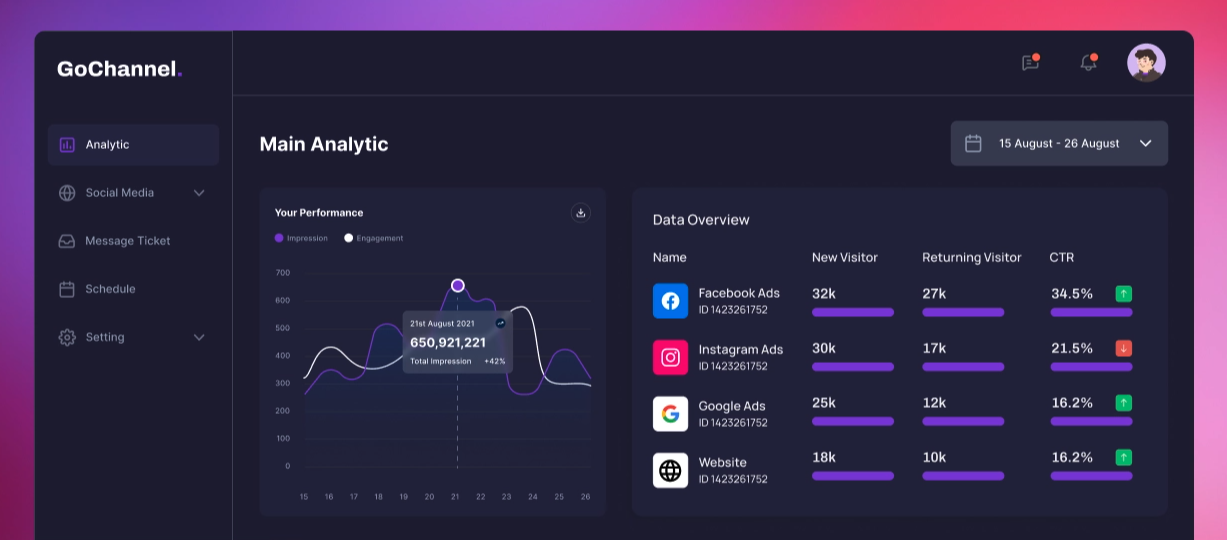 GoChannel.
Analytic
Social Media
Message Ticket
Schedule
Setting
Main Analytic
15 August - 26 August
Your Performance
Impression Engagement
700
600
500
400
300
200
100
0
15 16 17 18 19 20 21 22 23 24 25 26
21st August 2021
650,921,221
Total Impression +42%
Data Overview
Name New Visitor Returning Visitor CTR
Facebook Ads 32k 27k 34.5%
ID 1423261752
Instagram Ads 30k 17k 21.5%
ID 1423261752
Google Ads 25k 12k 16.2%
ID 1423261752
Website 18k 10k 16.2%
ID 1423261752